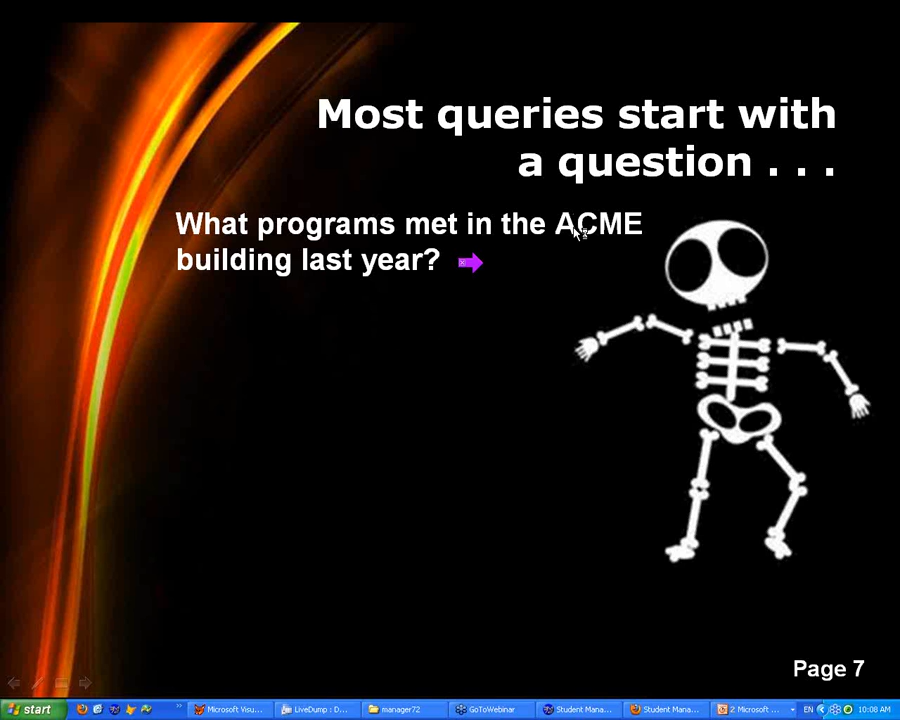 Most queries start with
a question . . .
What programs met in the ACME
building last year?
Page 7
start
Microsoft Visu...
LiveDump : D...
manager72
GoToWebinar
Student Mana...
Student Mana...
2 Microsoft ...
EN
10:08 AM